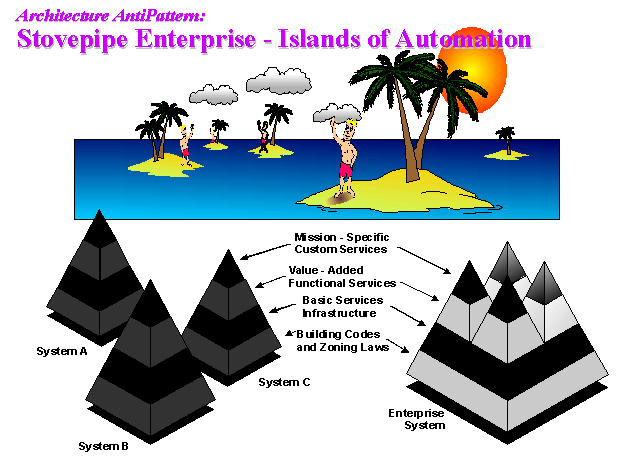 Architecture AntiPattern:
Stovepipe Enterprise - Islands of Automation
Mission - Specific
Custom Services
Value - Added
Functional Services
Basic Services
Infrastructure
Building Codes
and Zoning Laws
System A
System C
System B
Enterprise
System